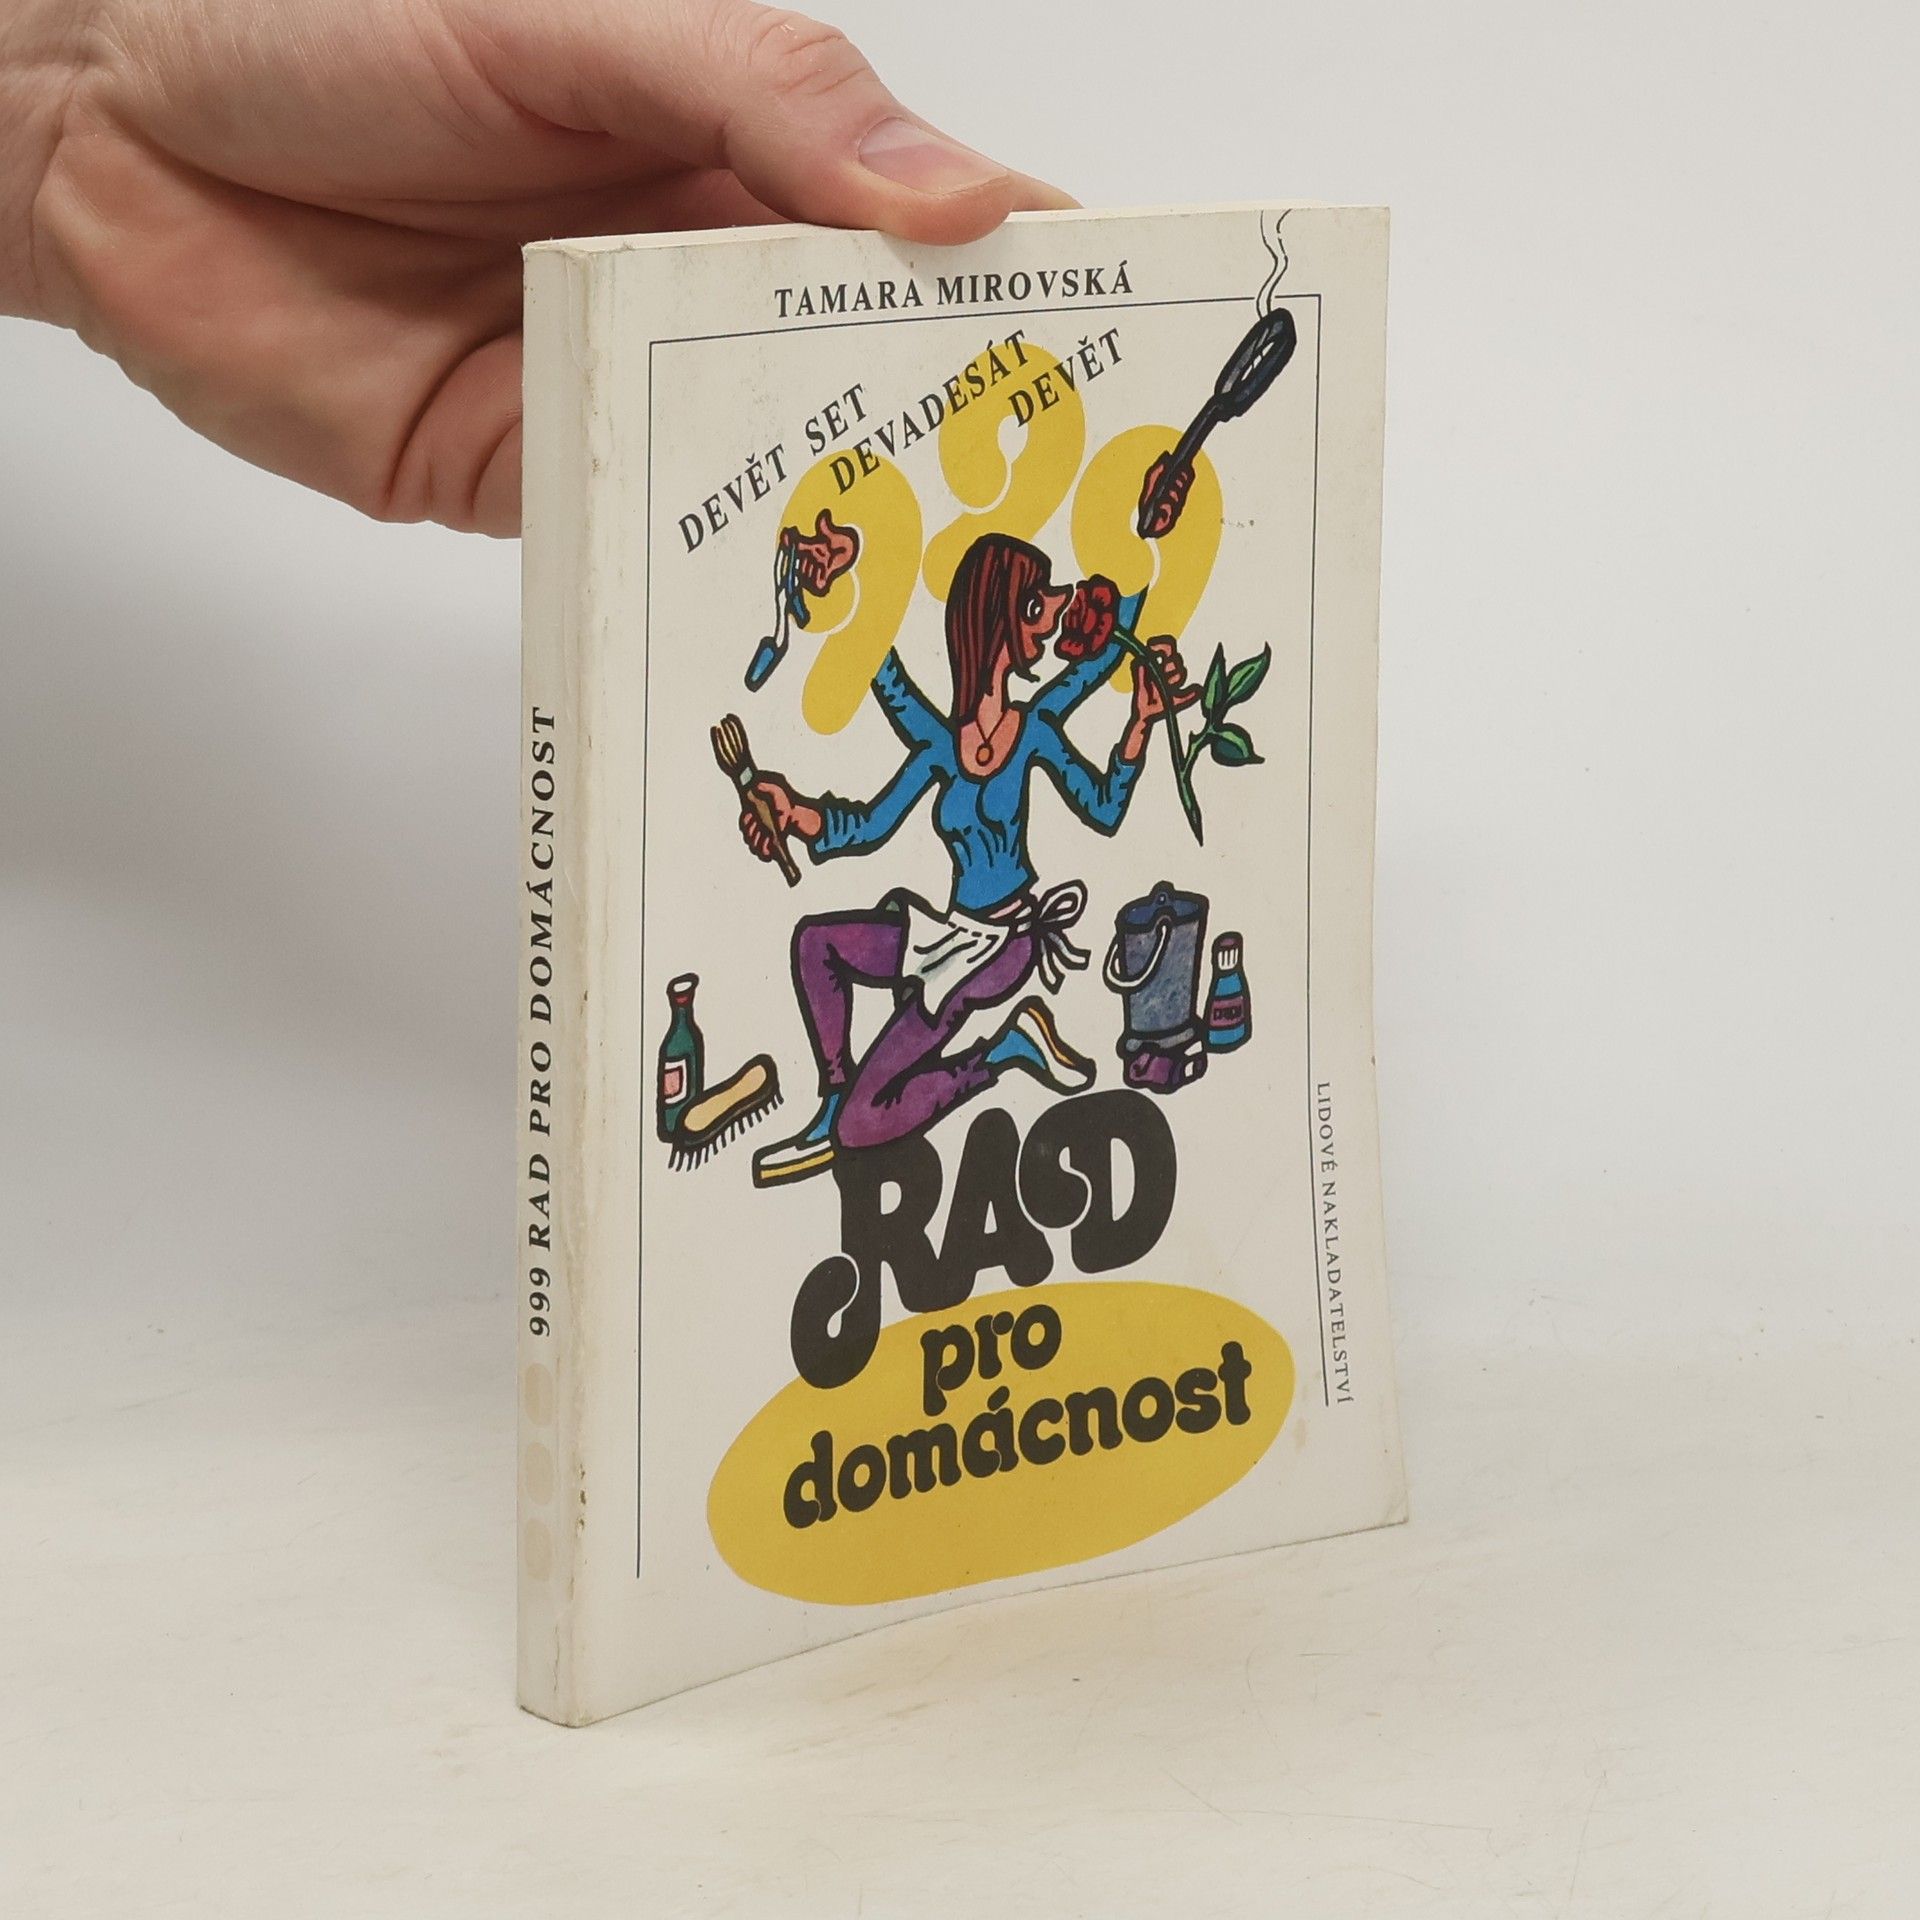 TAMARA MIROVSKÁ
DEVĚT SET
DEVADESÁT
DEVĚT
999
RAD
pro
domácnost
LIDOVÉ NAKLADATELSTVÍ
999 RAD PRO DOMÁCNOST